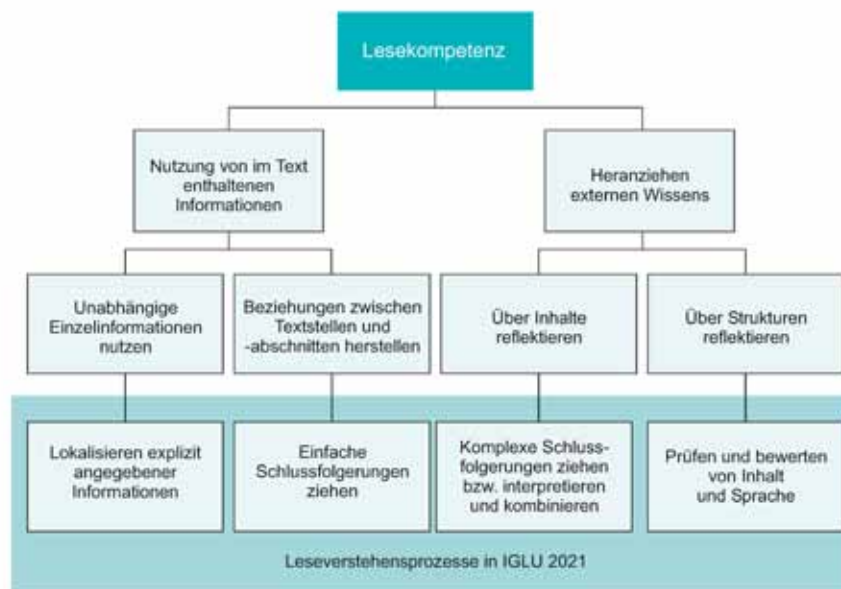 Lesekompetenz
Nutzung von im Text
enthaltenen
Informationen
Heranziehen
externen Wissens
Unabhängige
Einzelinformationen
nutzen
Beziehungen zwischen
Textstellen und
-abschnitten herstellen
Über Inhalte
reflektieren
Über Strukturen
reflektieren
Lokalisieren explizit
angegebener
Informationen
Einfache
Schlussfolgerungen
ziehen
Komplexe Schluss-
folgerungen ziehen
bzw. interpretieren
und kombinieren
Prüfen und bewerten
von Inhalt
und Sprache
Leseverstehensprozesse in IGLU 2021